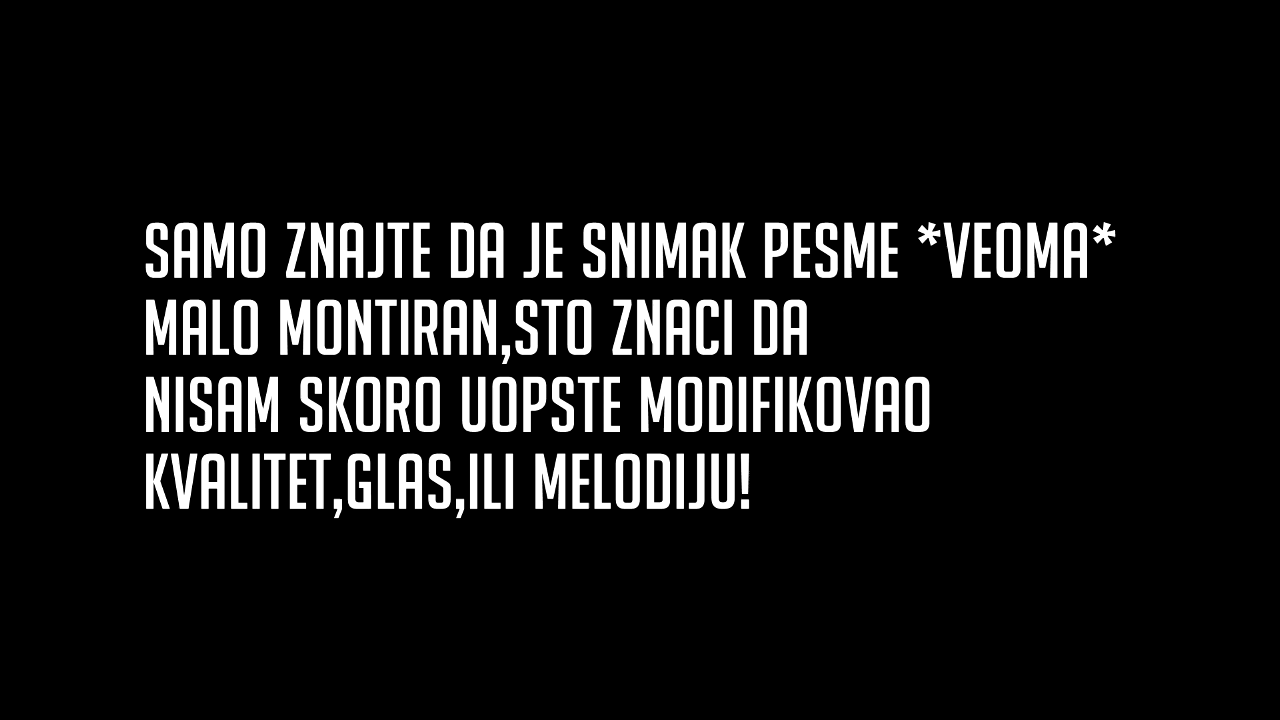 SAMO ZNAJTE DA JE SNIMAK PESME *VEOMA*
MALO MONTIRAN,STO ZNACI DA
NISAM SKORO UOPSTE MODIFIKOVAO
KVALITET,GLAS,ILI MELODIJU!